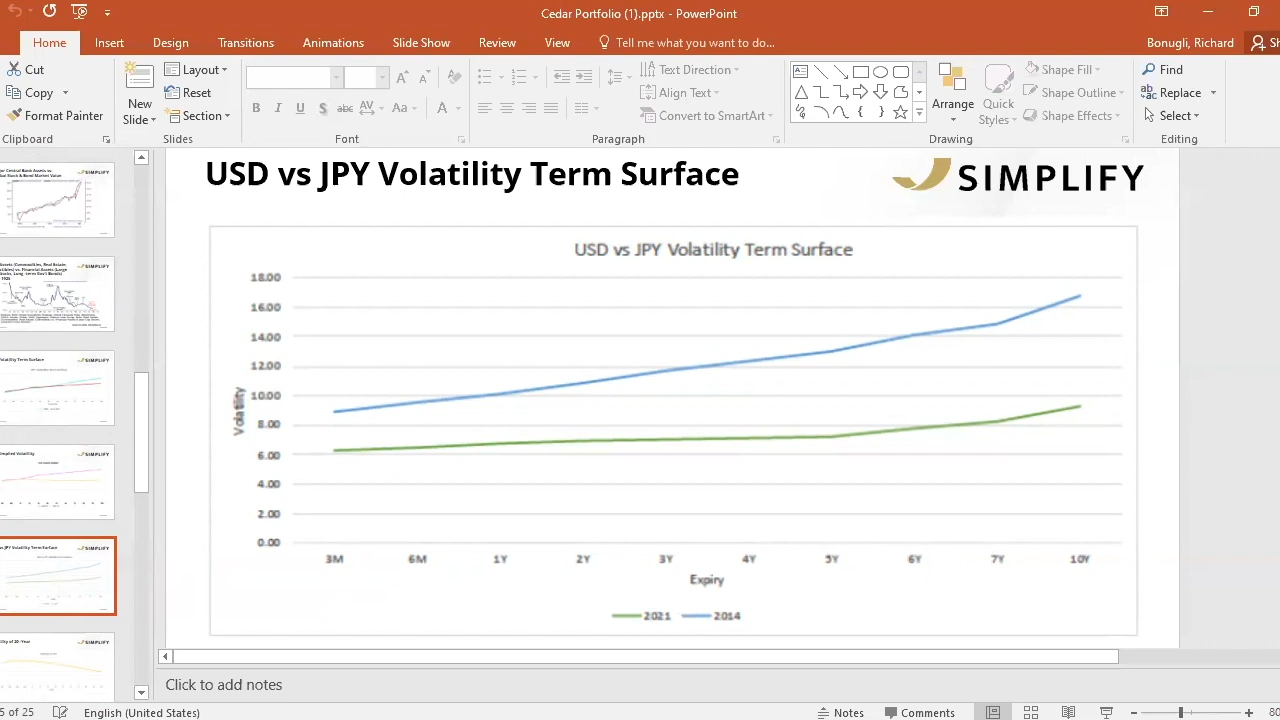 Cedar Portfolio (1).pptx - PowerPoint
Home Insert Design Transitions Animations Slide Show Review View Tell me what you want to do... Bonugli, Richard
Cut
Copy
Format Painter
Clipboard
New
Slide
Layout
Reset
Section
Slides
B I U S abc AV Aa A
Font
Paragraph
Text Direction
Align Text
Convert to SmartArt
Arrange
Quick
Styles
Shape Fill
Shape Outline
Shape Effects
Drawing
Find
Replace
Select
Editing
USD vs JPY Volatility Term Surface
SIMPLIFY
USD vs JPY Volatility Term Surface
18.00
16.00
14.00
12.00
10.00
8.00
6.00
4.00
2.00
0.00
Volatility
3M 6M 1Y 2Y 3Y 4Y 5Y 6Y 7Y 10Y
Expiry
2021 2014
Click to add notes
5 of 25 English (United States) Notes Comments 80